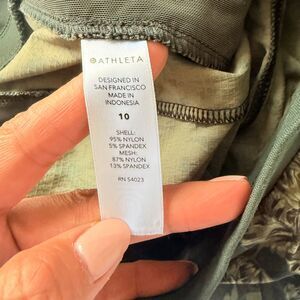 ATHLETA
DESIGNED IN
SAN FRANCISCO
MADE IN
INDONESIA
10
SHELL:
95% NYLON
5% SPANDEX
MESH:
87% NYLON
13% SPANDEX
RN 54023